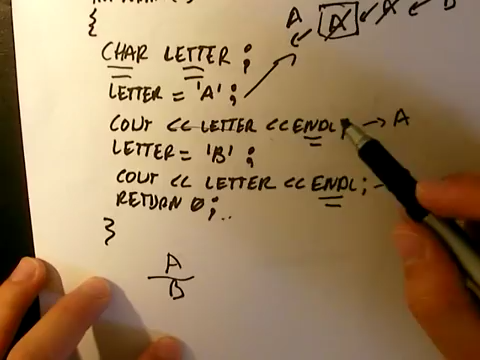 {
CHAR LETTER ;
LETTER = 'A' ;
COUT << LETTER << ENDL ; → A
LETTER = 'B' ;
COUT << LETTER << ENDL ;
RETURN 0 ;
}
A A A B
A
B